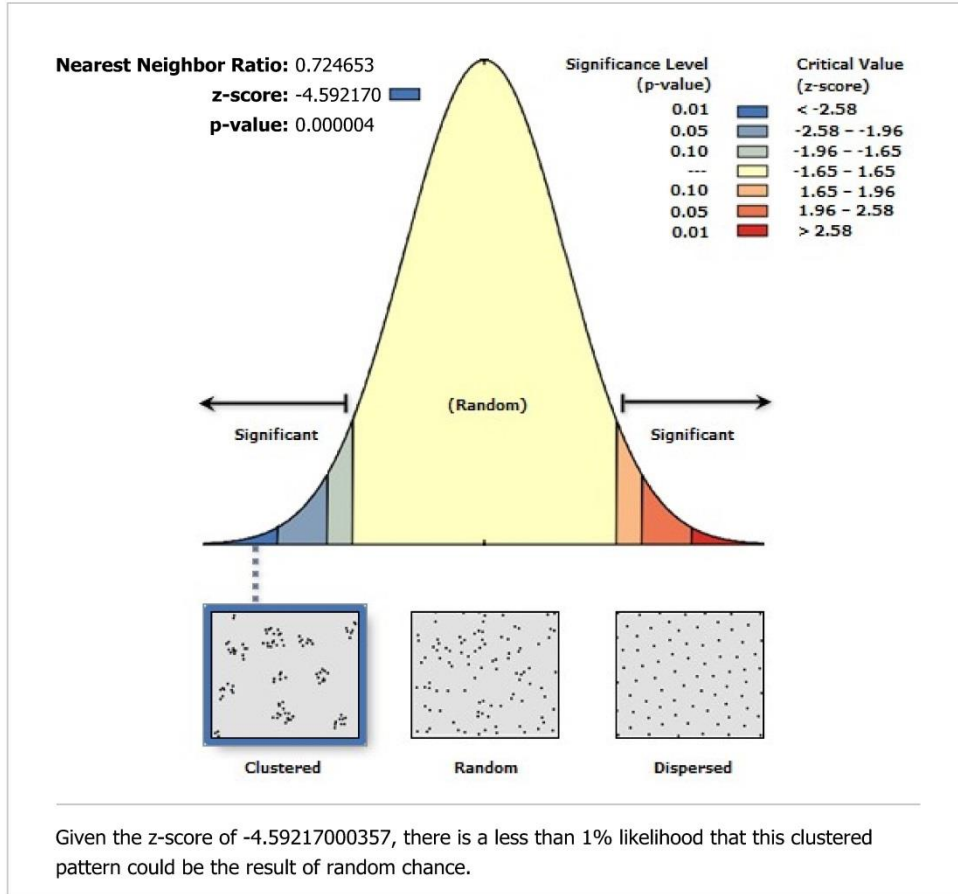 Nearest Neighbor Ratio: 0.724653
z-score: -4.592170
p-value: 0.000004
Significance Level
(p-value)
Critical Value
(z-score)
0.01 < -2.58
0.05 -2.58 – -1.96
0.10 -1.96 – -1.65
--- -1.65 – 1.65
0.10 1.65 – 1.96
0.05 1.96 – 2.58
0.01 > 2.58
(Random)
Significant
Significant
Clustered
Random
Dispersed
Given the z-score of -4.59217000357, there is a less than 1% likelihood that this clustered
pattern could be the result of random chance.